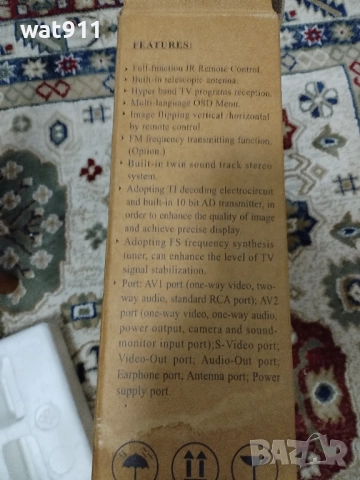 wat911
FEATURES:
• Full-function IR Remote Control.
• Built-in telescopic antenna.
• Hyper band TV programs reception.
• Multi-language OSD Menu.
• Image flipping vertical /horizontal
by remote control.
• FM frequency transmitting function.
(Option.)
• Built-in twin sound track stereo
system.
• Adopting TI decoding electrocircuit
and built-in 10 bit AD transmitter, in
order to enhance the quality of image
and achieve precise display.
• Adopting FS frequency synthesis
tuner, can enhance the level of TV
signal stabilization.
• Port: AV1 port (one-way video, two-
way audio, standard RCA port); AV2
port (one-way video, one-way audio,
power output, camera and sound-
monitor input port);S-Video port;
Video-Out port; Audio-Out port;
Earphone port; Antenna port; Power
supply port.
BAZAR